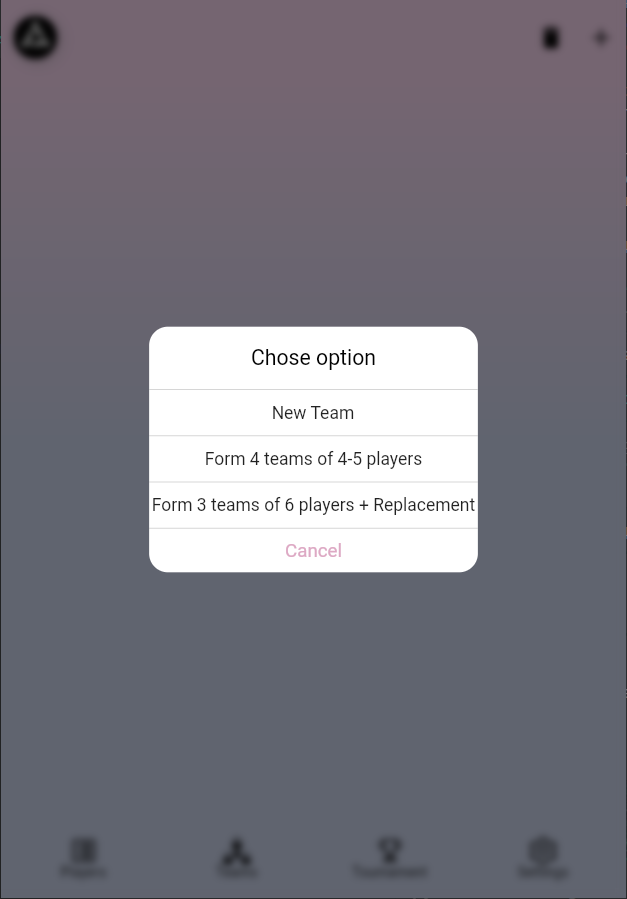 Chose option
New Team
Form 4 teams of 4-5 players
Form 3 teams of 6 players + Replacement
Cancel
Players
Teams
Tournament
Settings